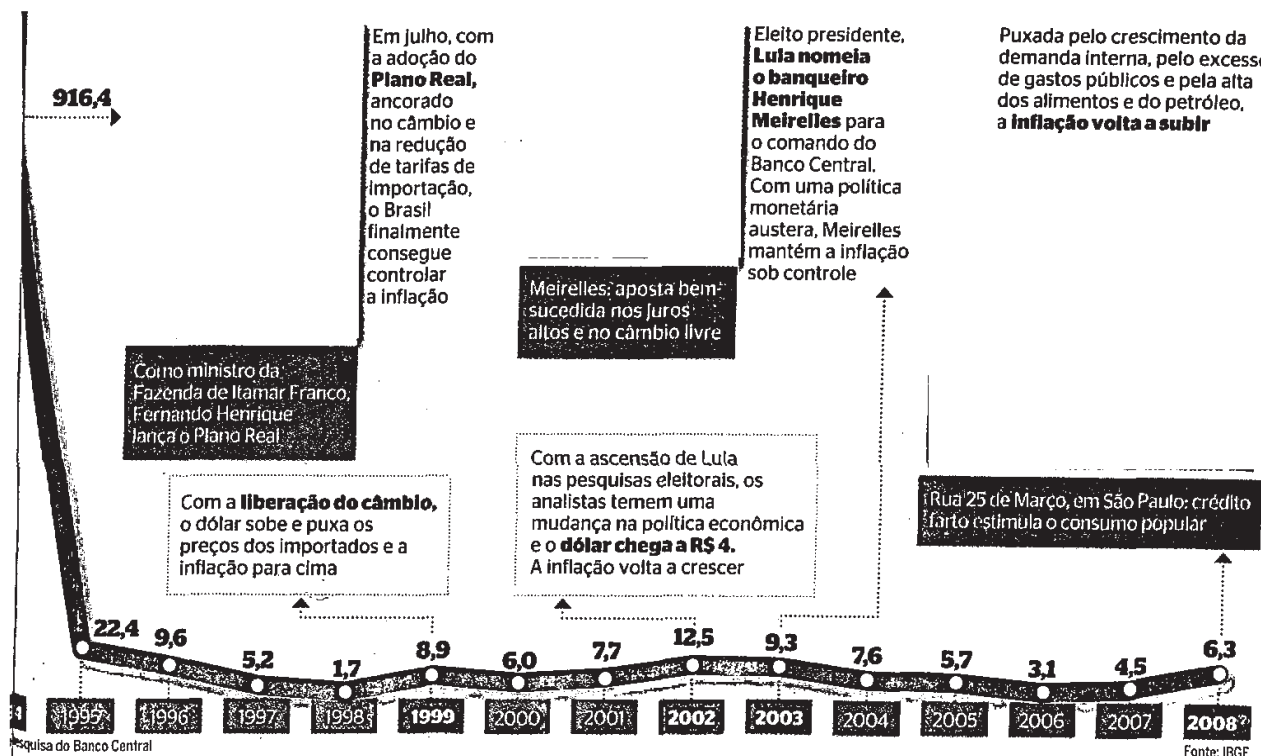 916,4
Em julho, com
a adoção do
Plano Real,
ancorado
no câmbio e
na redução
de tarifas de
importação,
o Brasil
finalmente
consegue
controlar
a inflação
Eleito presidente,
Lula nomeia
o banqueiro
Henrique
Meirelles para
o comando do
Banco Central.
Com uma política
monetária
austera, Meirelles
mantém a inflação
sob controle
Puxada pelo crescimento da
demanda interna, pelo excess
de gastos públicos e pela alta
dos alimentos e do petróleo,
a inflação volta a subir
Como ministro da
Fazenda de Itamar Franco,
Fernando Henrique
lança o Plano Real
Meirelles: aposta bem-
sucedida nos juros
altos e no câmbio livre
Com a liberação do câmbio,
o dólar sobe e puxa os
preços dos importados e a
inflação para cima
Com a ascensão de Lula
nas pesquisas eleitorais, os
analistas temem uma
mudança na política econômica
e o dólar chega a R$ 4.
A inflação volta a crescer
Rua 25 de Março, em São Paulo: crédito
farto estimula o consumo popular
22,4 9,6 5,2 1,7 8,9 6,0 7,7 12,5 9,3 7,6 5,7 3,1 4,5 6,3
1995 1996 1997 1998 1999 2000 2001 2002 2003 2004 2005 2006 2007 2008
squisa do Banco Central
Fonte: IBGE